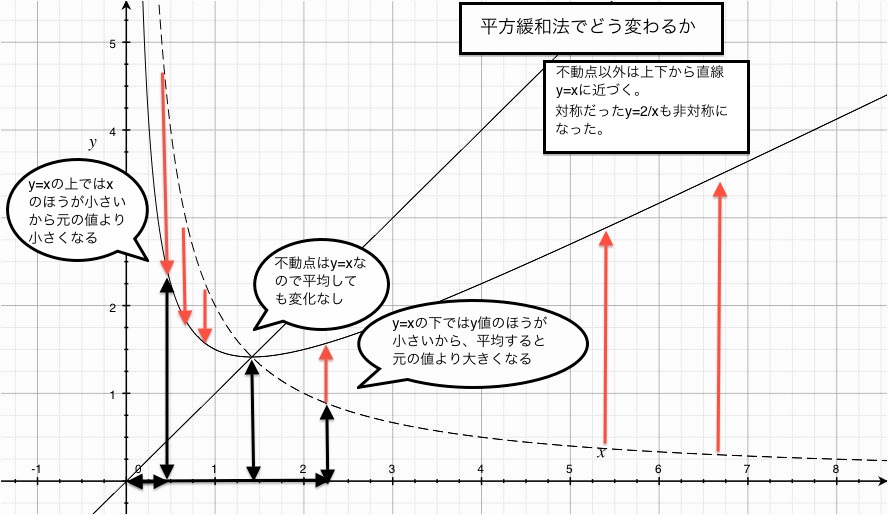 平方緩和法でどう変わるか
不動点以外は上下から直線
y=xに近づく。
対称だったy=2/xも非対称に
なった。
5
4
y
y=xの上ではx
のほうが小さい
から元の値より
小さくなる
不動点はy=xな
ので平均して
も変化なし
2
y=xの下ではy値のほうが
小さいから、平均すると
元の値より大きくなる
1
x
-1 0 1 2 3 4 5 6 7 8